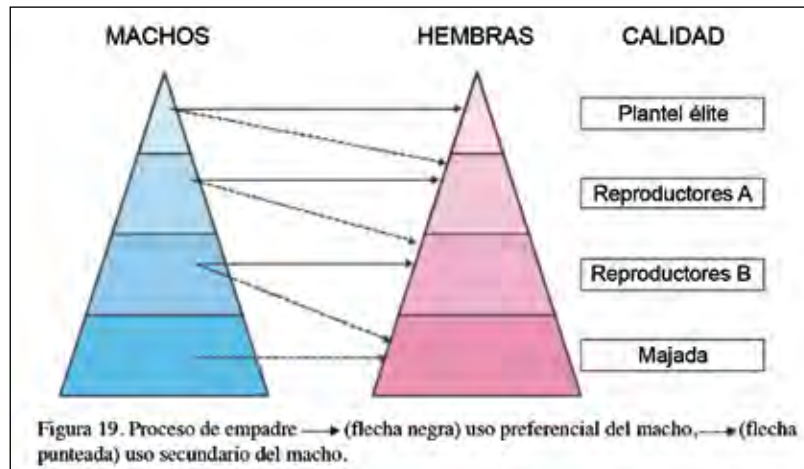 MACHOS HEMBRAS CALIDAD
Plantel élite
Reproductores A
Reproductores B
Majada
Figura 19. Proceso de empadre → (flecha negra) uso preferencial del macho, → (flecha
punteada) uso secundario del macho.